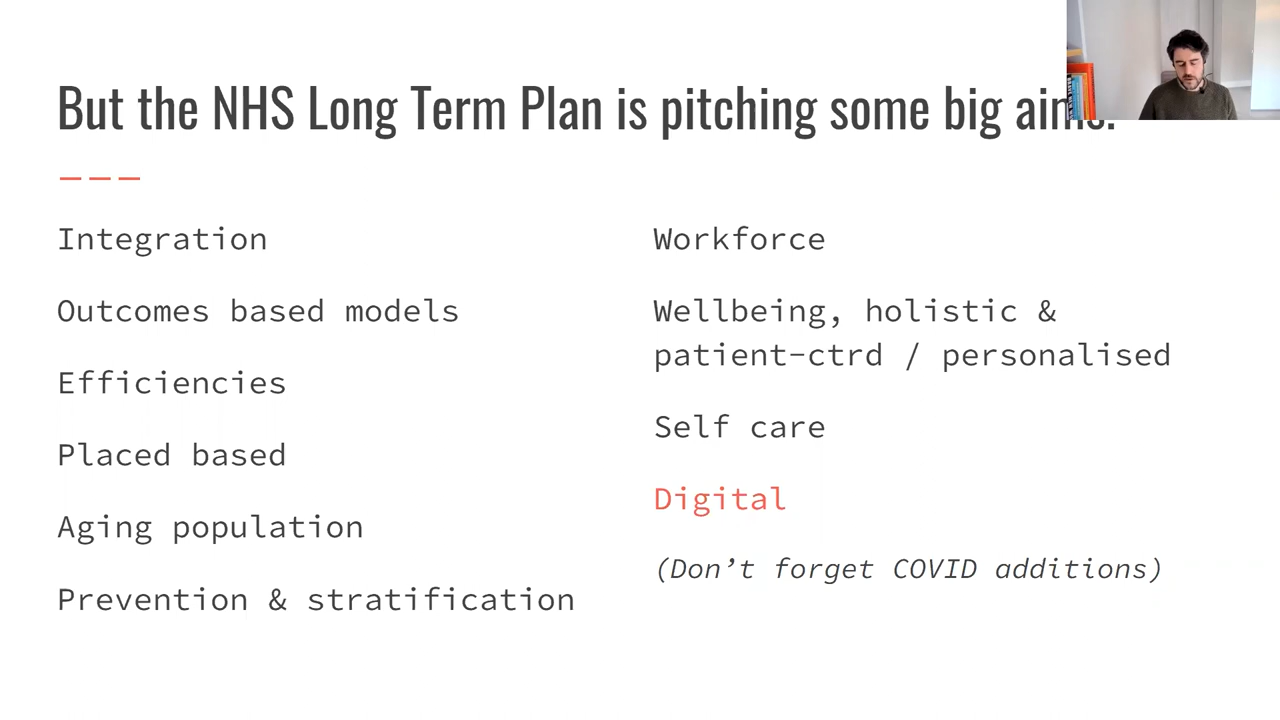 But the NHS Long Term Plan is pitching some big aims.
Integration
Outcomes based models
Efficiencies
Placed based
Aging population
Prevention & stratification
Workforce
Wellbeing, holistic &
patient-ctrd / personalised
Self care
Digital
(Don’t forget COVID additions)